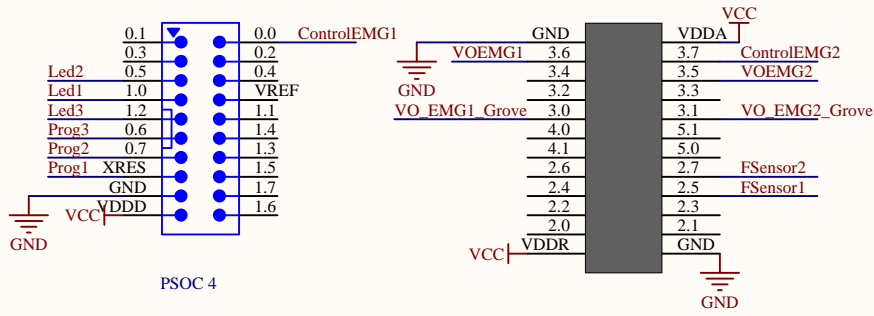 VCC
0.1 0.0 ControlEMG1 GND VDDA
0.3 0.2 VOEMG1 3.6 3.7 ControlEMG2
Led2 0.5 0.4 GND 3.4 3.5 VOEMG2
Led1 1.0 VREF 3.2 3.3
Led3 1.2 1.1 VO_EMG1_Grove 3.0 3.1 VO_EMG2_Grove
Prog3 0.6 1.4 4.0 5.1
Prog2 0.7 1.3 4.1 5.0
Prog1 XRES 1.5 2.6 2.7 FSensor2
GND 1.7 2.4 2.5 FSensor1
VCC VDDD 1.6 2.2 2.3
GND 2.0 2.1
VCC VDDR GND
PSOC 4
GND